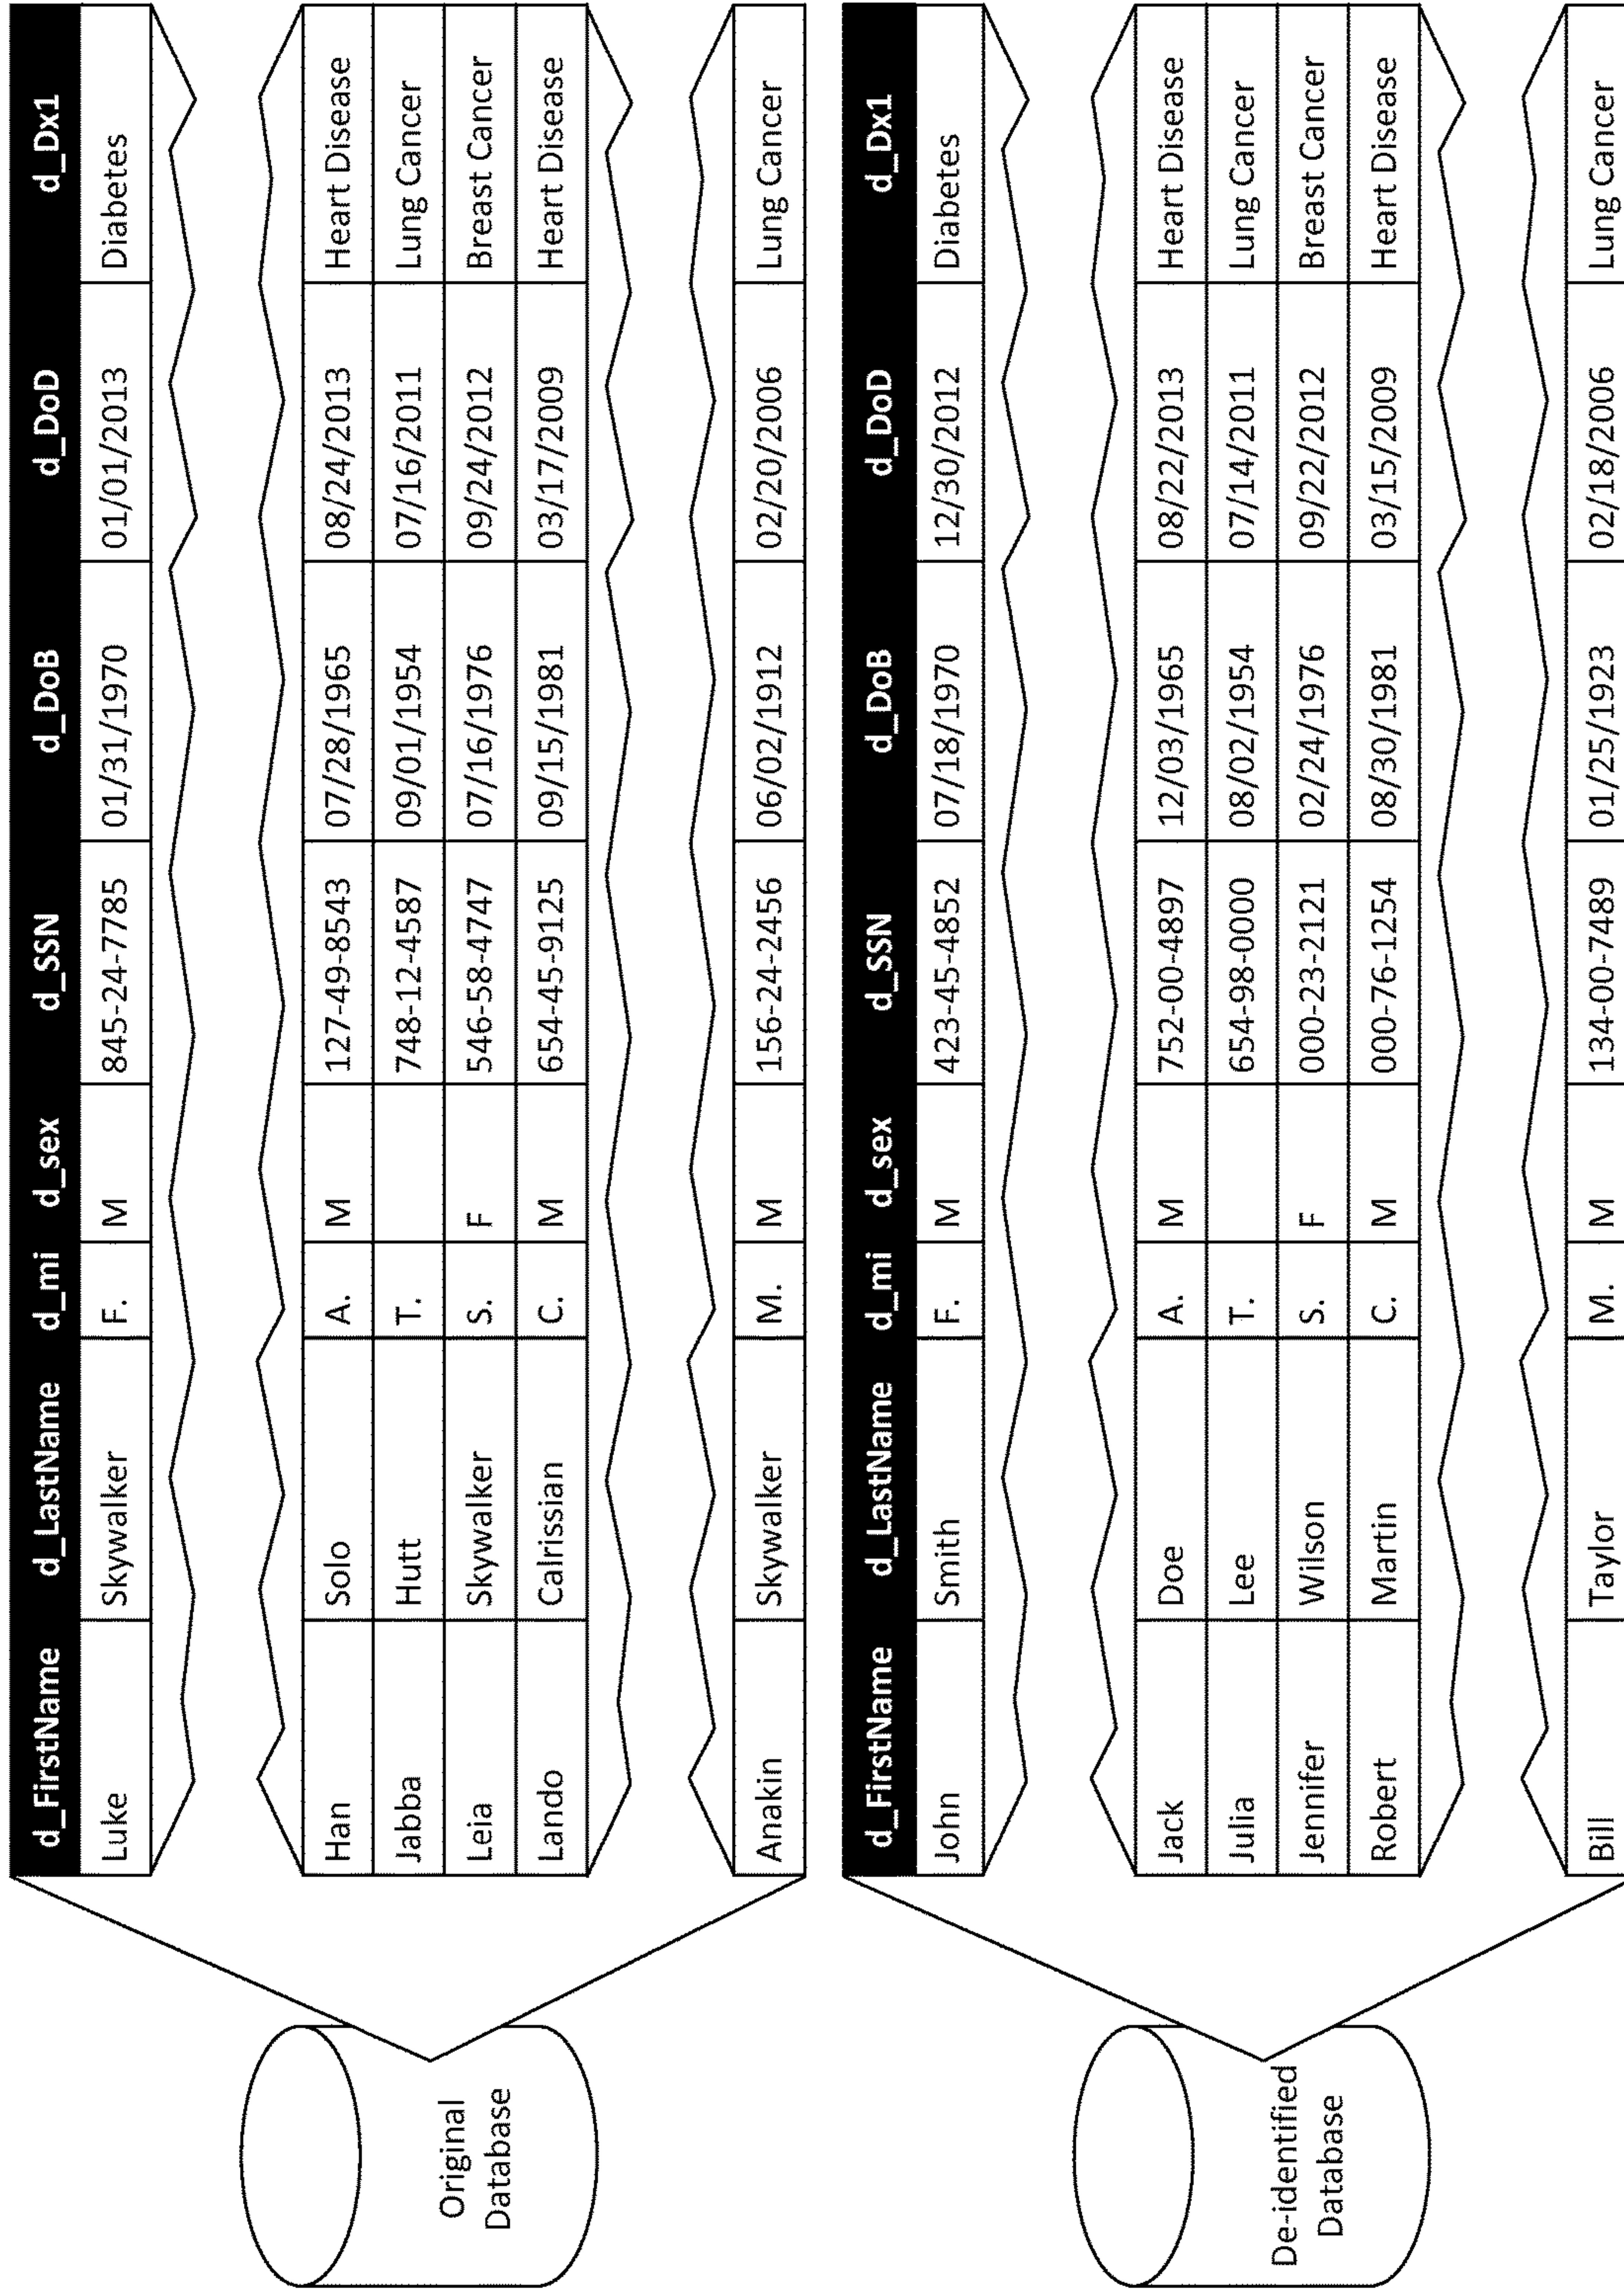 Original
Database
d_FirstName d_LastName d_mi d_sex d_SSN d_DoB d_DoD d_Dx1
Luke Skywalker F. M 845-24-7785 01/31/1970 01/01/2013 Diabetes
Han Solo A. M 127-49-8543 07/28/1965 08/24/2013 Heart Disease
Jabba Hutt T. 748-12-4587 09/01/1954 07/16/2011 Lung Cancer
Leia Skywalker S. F 546-58-4747 07/16/1976 09/24/2012 Breast Cancer
Lando Calrissian C. M 654-45-9125 09/15/1981 03/17/2009 Heart Disease
Anakin Skywalker M. M 156-24-2456 06/02/1912 02/20/2006 Lung Cancer
De-identified
Database
d_FirstName d_LastName d_mi d_sex d_SSN d_DoB d_DoD d_Dx1
John Smith F. M 423-45-4852 07/18/1970 12/30/2012 Diabetes
Jack Doe A. M 752-00-4897 12/03/1965 08/22/2013 Heart Disease
Julia Lee T. 654-98-0000 08/02/1954 07/14/2011 Lung Cancer
Jennifer Wilson S. F 000-23-2121 02/24/1976 09/22/2012 Breast Cancer
Robert Martin C. M 000-76-1254 08/30/1981 03/15/2009 Heart Disease
Bill Taylor M. M 134-00-7489 01/25/1923 02/18/2006 Lung Cancer